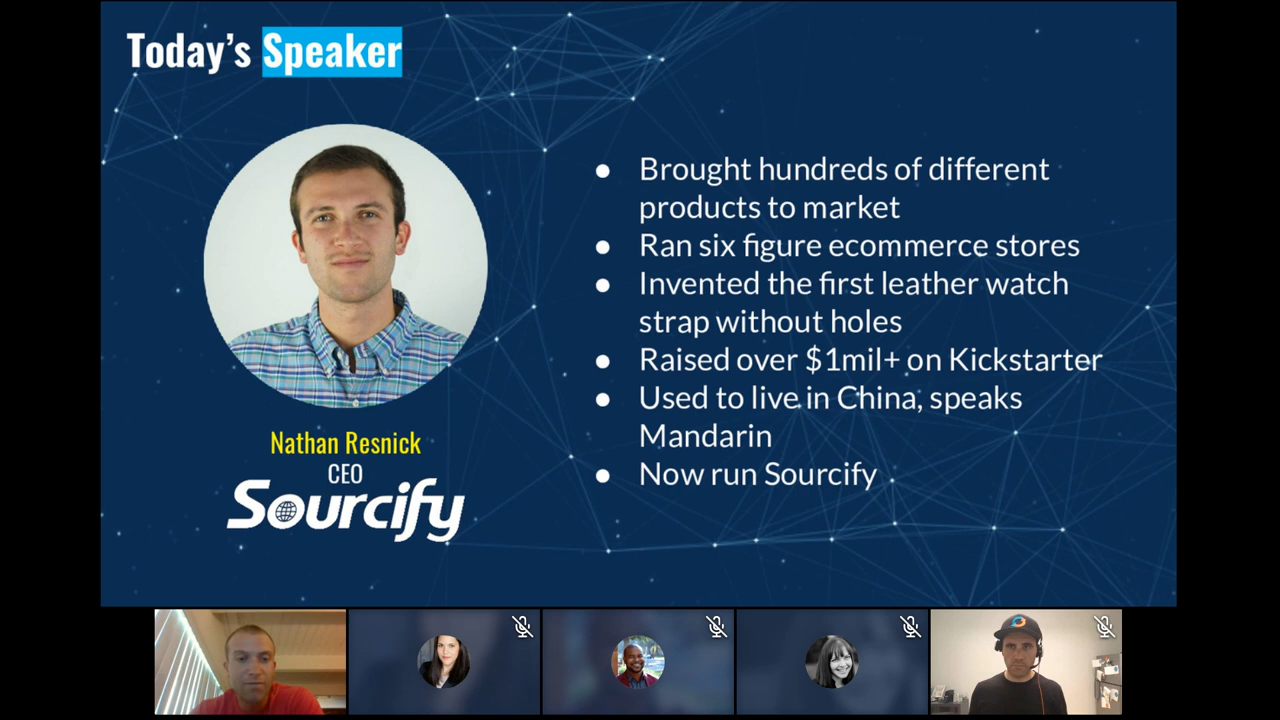 Today's Speaker
Brought hundreds of different
products to market
Ran six figure ecommerce stores
Invented the first leather watch
strap without holes
Raised over $1mil+ on Kickstarter
Used to live in China, speaks
Mandarin
Now run Sourcify
Nathan Resnick
CEO
Sourcify